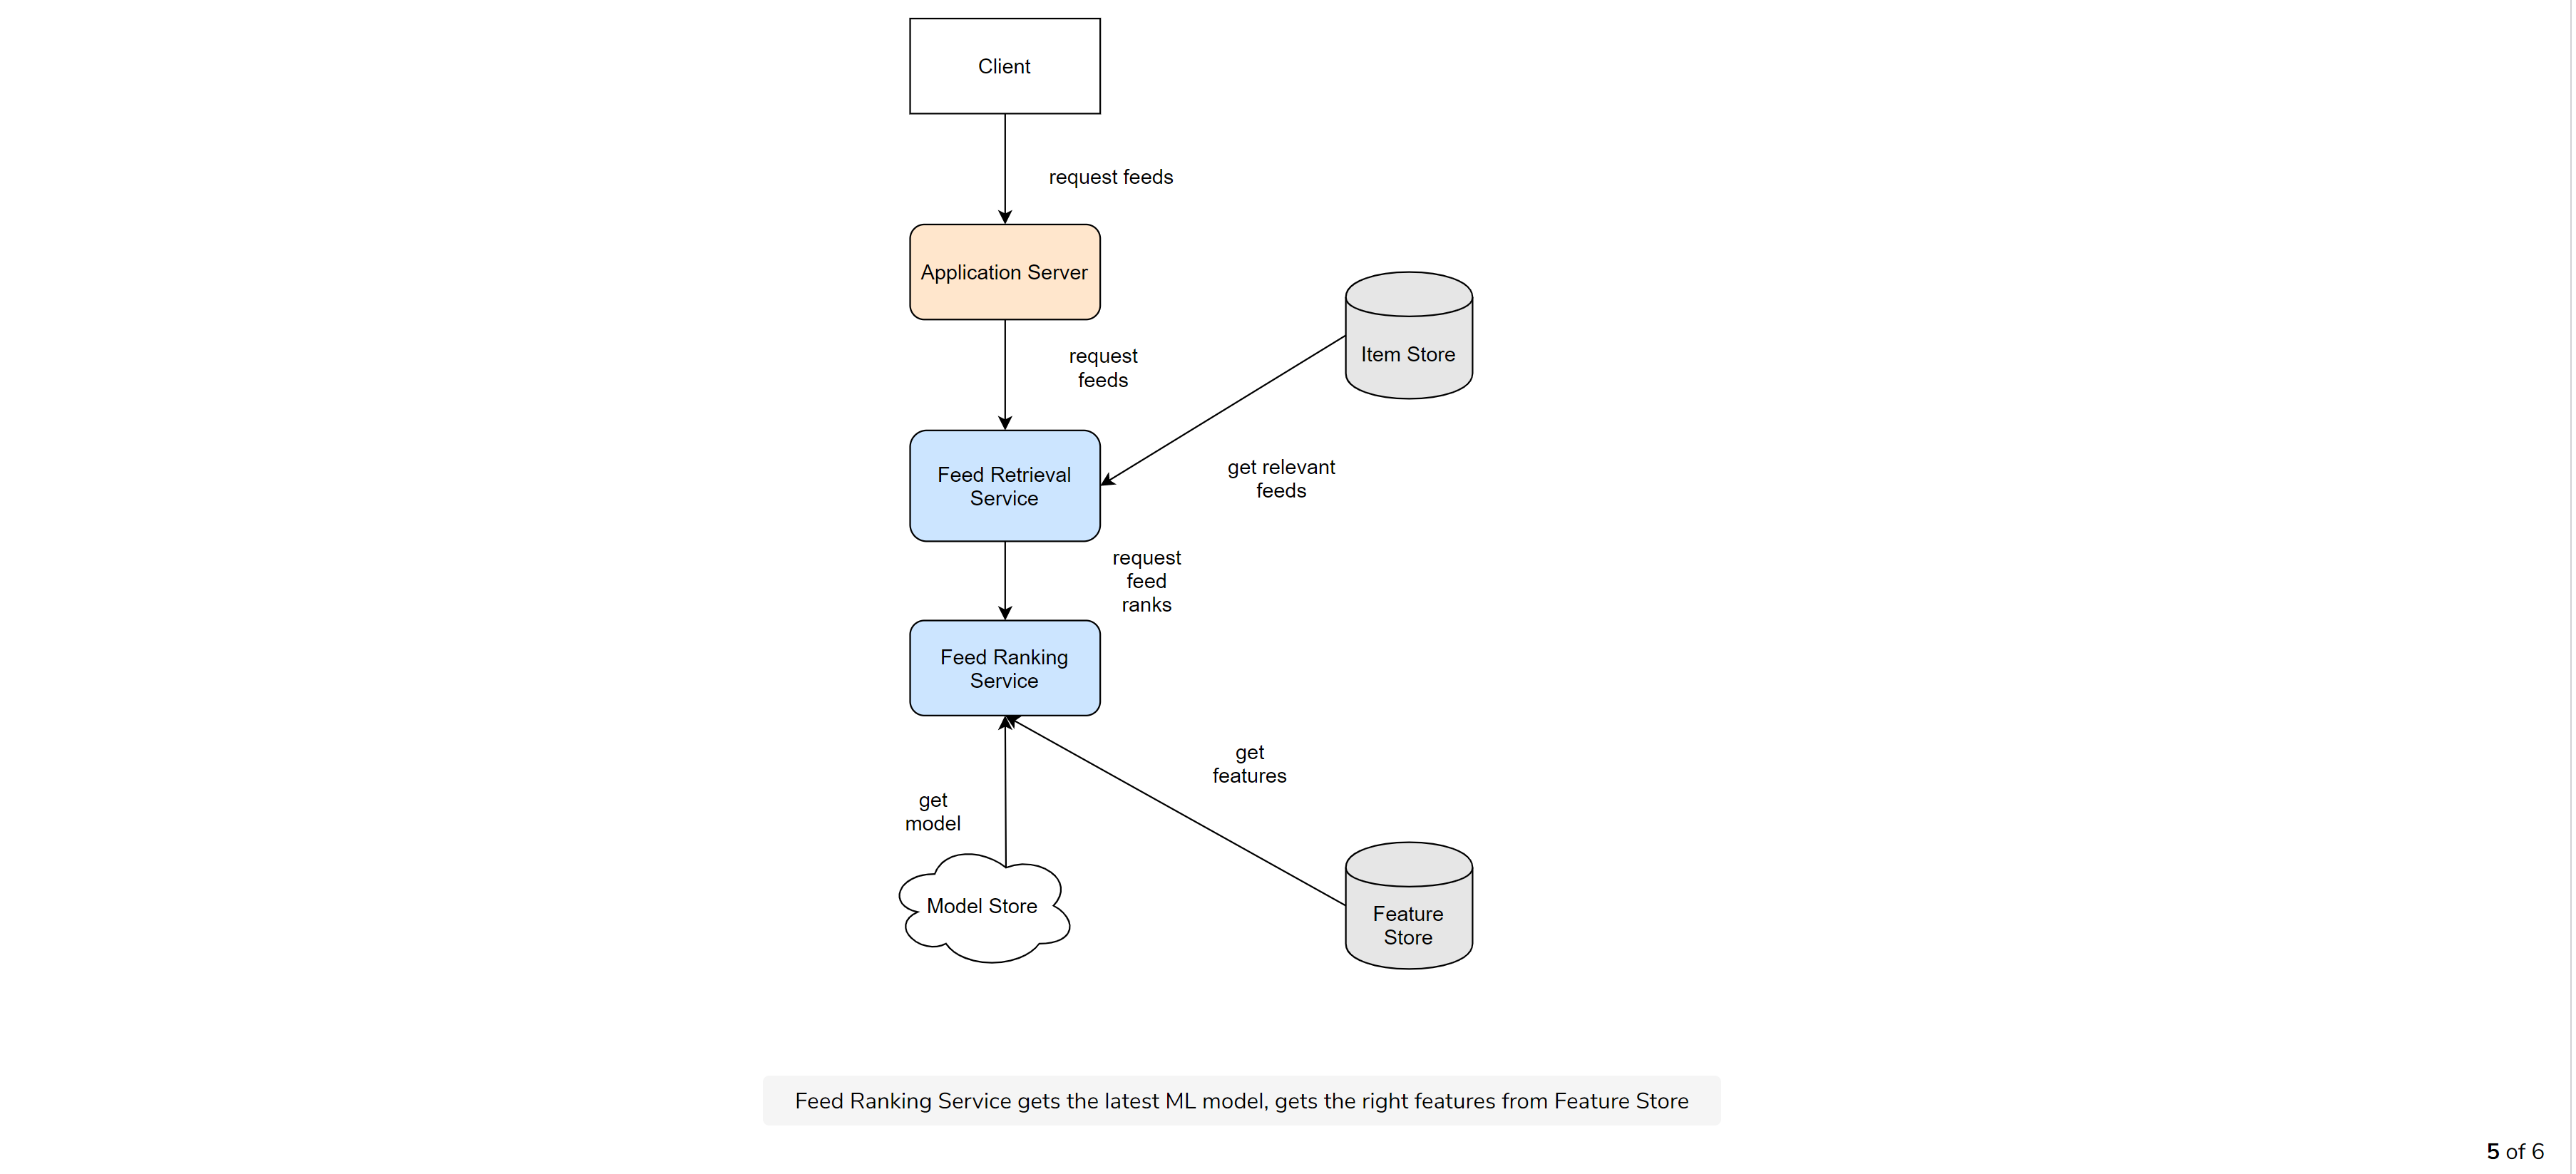 Client
request feeds
Application Server
request
feeds
Item Store
Feed Retrieval
Service
get relevant
feeds
request
feed
ranks
Feed Ranking
Service
get
features
get
model
Model Store
Feature
Store
Feed Ranking Service gets the latest ML model, gets the right features from Feature Store
5 of 6